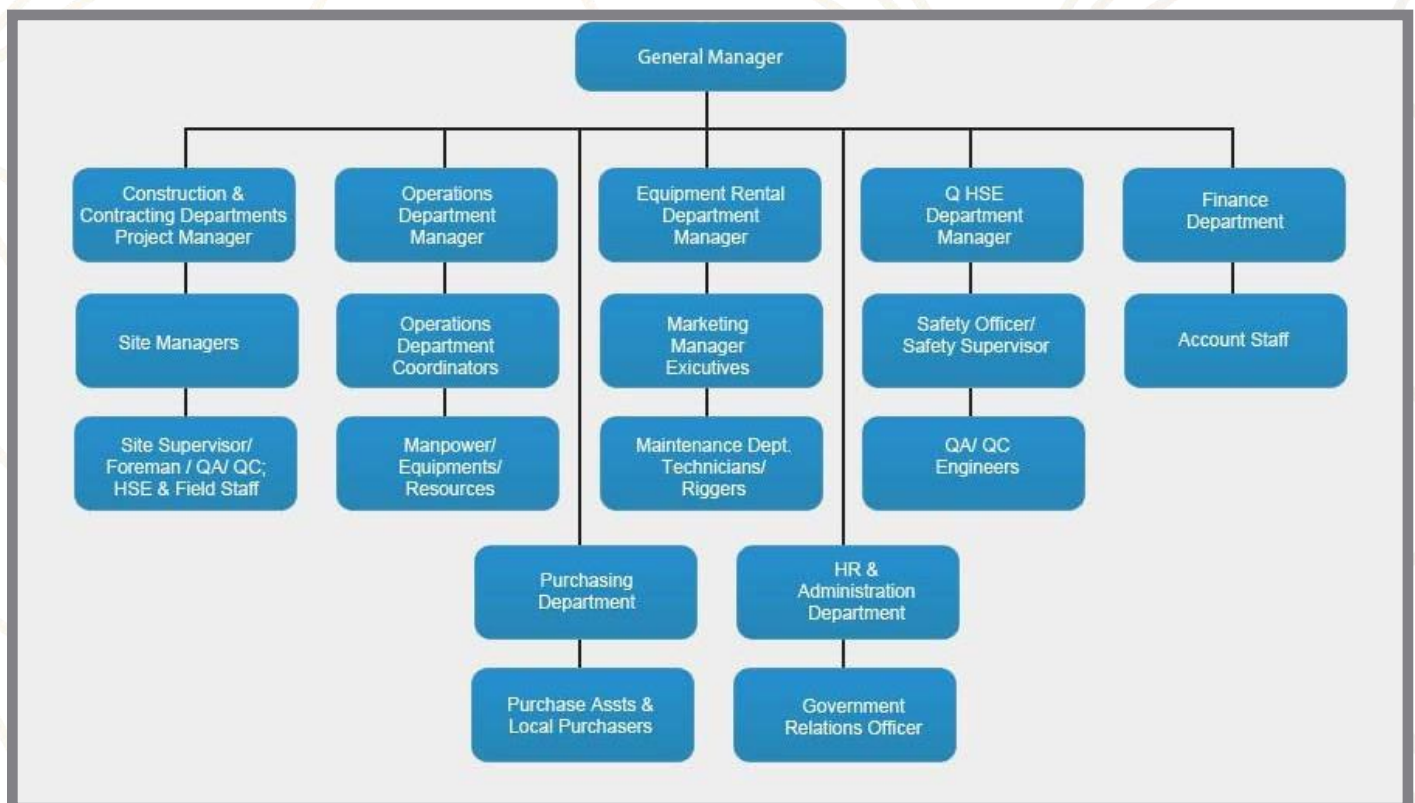 General Manager
Construction &
Contracting Departments
Project Manager
Operations
Department
Manager
Equipment Rental
Department
Manager
Q HSE
Department
Manager
Finance
Department
Site Managers
Operations
Department
Coordinators
Marketing
Manager
Exicutives
Safety Officer/
Safety Supervisor
Account Staff
Site Supervisor/
Foreman / QA/ QC;
HSE & Field Staff
Manpower/
Equipments/
Resources
Maintenance Dept.
Technicians/
Riggers
QA/ QC
Engineers
Purchasing
Department
HR &
Administration
Department
Purchase Assts &
Local Purchasers
Government
Relations Officer